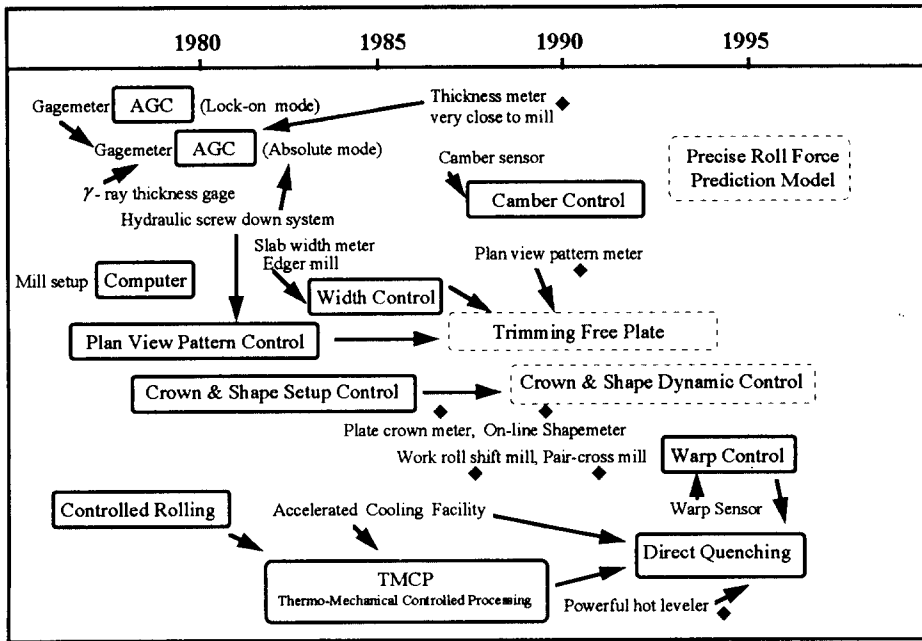 1980 1985 1990 1995
Gagemeter AGC (Lock-on mode)
Thickness meter
very close to mill
Gagemeter AGC (Absolute mode)
γ - ray thickness gage
Hydraulic screw down system
Camber sensor
Camber Control
Precise Roll Force
Prediction Model
Slab width meter
Edger mill
Plan view pattern meter
Mill setup Computer
Width Control
Plan View Pattern Control
Trimming Free Plate
Crown & Shape Setup Control
Crown & Shape Dynamic Control
Plate crown meter, On-line Shapemeter
Work roll shift mill, Pair-cross mill
Warp Control
Controlled Rolling
Accelerated Cooling Facility
Warp Sensor
Direct Quenching
TMCP
Thermo-Mechanical Controlled Processing
Powerful hot leveler